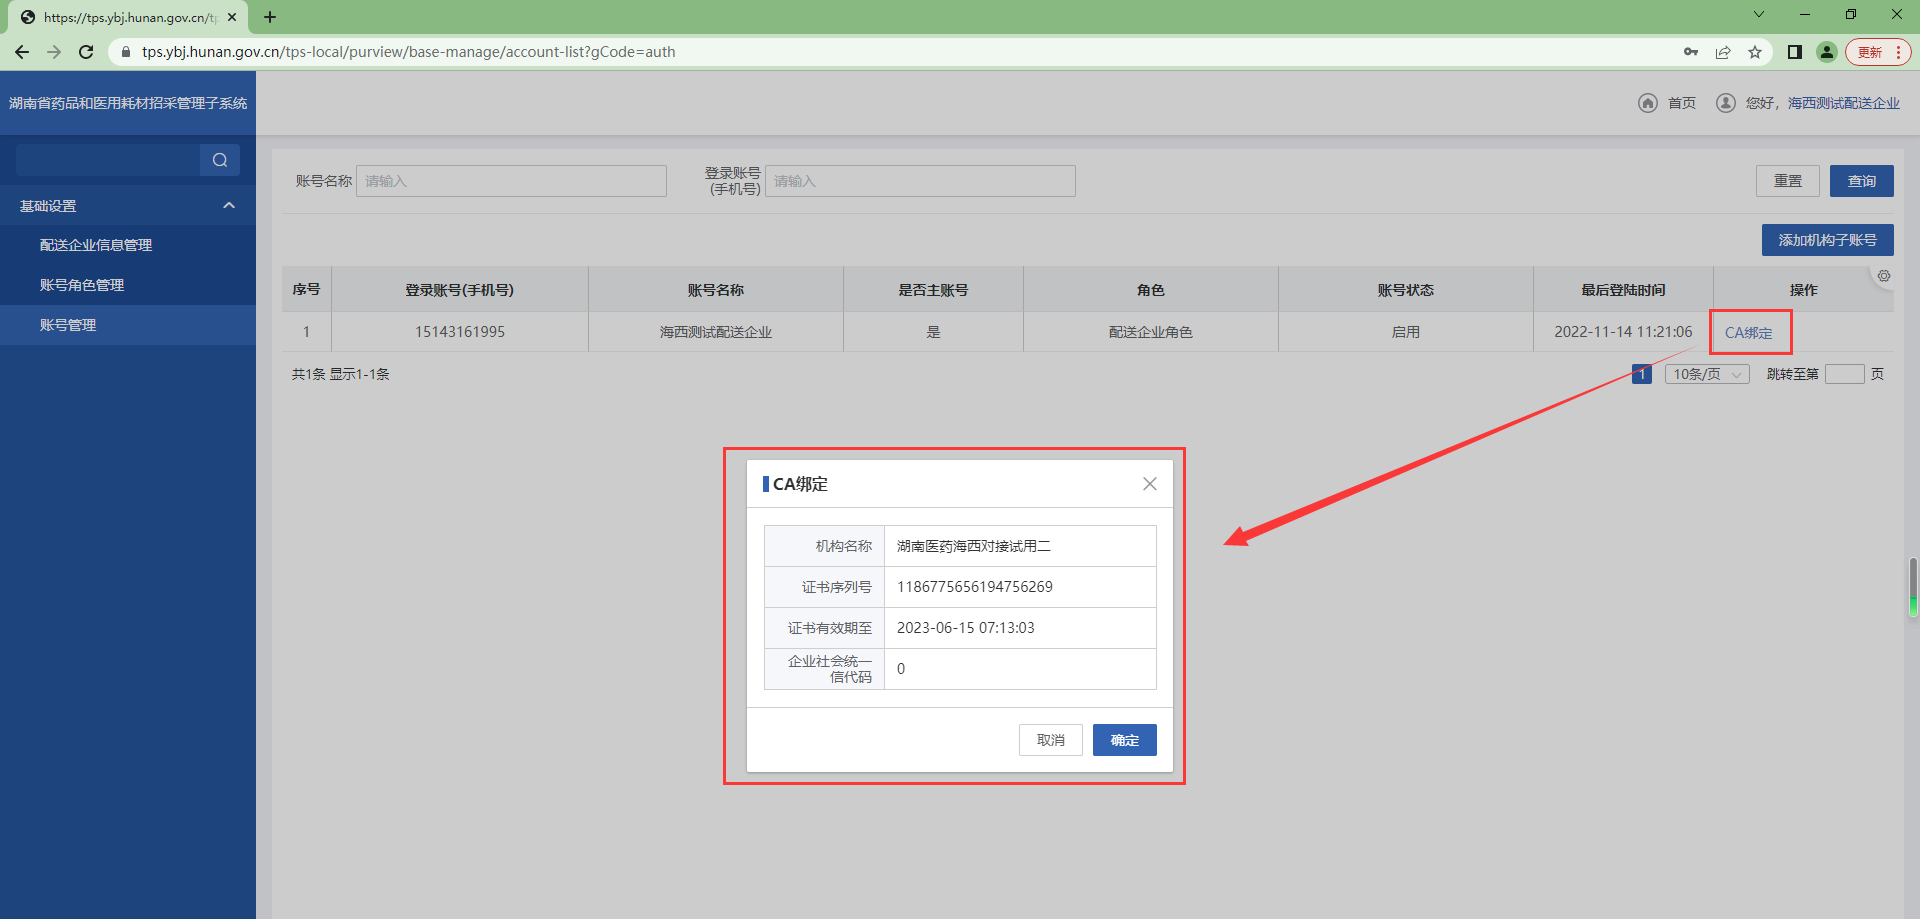 https://tps.ybj.hunan.gov.cn/tp
tps.ybj.hunan.gov.cn/tps-local/purview/base-manage/account-list?gCode=auth
更新
湖南省药品和医用耗材招采管理子系统
首页
您好，海西测试配送企业
基础设置
配送企业信息管理
账号角色管理
账号管理
账号名称
请输入
登录账号
(手机号)
请输入
重置
查询
添加机构子账号
序号 登录账号(手机号) 账号名称 是否主账号 角色 账号状态 最后登陆时间 操作
1 15143161995 海西测试配送企业 是 配送企业角色 启用 2022-11-14 11:21:06 CA绑定
共1条 显示1-1条
1
10条/页
跳转至第 页
CA绑定
机构名称 湖南医药海西对接试用二
证书序列号 1186775656194756269
证书有效期至 2023-06-15 07:13:03
企业社会统一
信代码
0
取消
确定